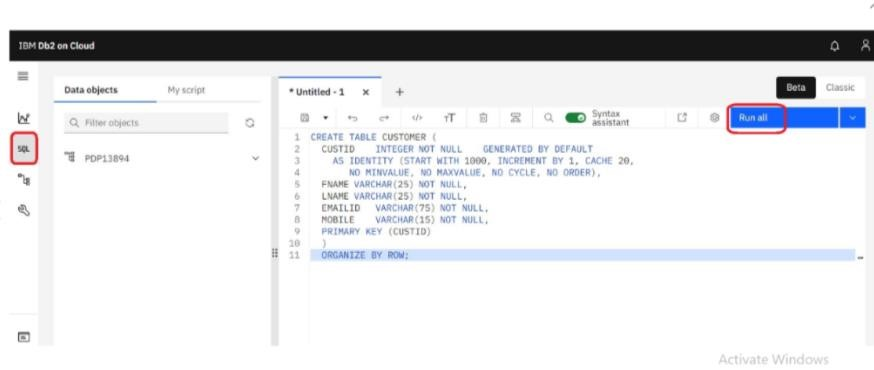 IBM Db2 on Cloud
Data objects
My script
* Untitled - 1 x +
Beta
Classic
SQL
Filter objects
Syntax assistant
Run all
PDP13894
1 CREATE TABLE CUSTOMER (
2 CUSTID INTEGER NOT NULL GENERATED BY DEFAULT
3 AS IDENTITY (START WITH 1000, INCREMENT BY 1, CACHE 20,
4 NO MINVALUE, NO MAXVALUE, NO CYCLE, NO ORDER),
5 FNAME VARCHAR(25) NOT NULL,
6 LNAME VARCHAR(25) NOT NULL,
7 EMAILID VARCHAR(75) NOT NULL,
8 MOBILE VARCHAR(15) NOT NULL,
9 PRIMARY KEY (CUSTID)
10 )
11 ORGANIZE BY ROW;
Activate Windows